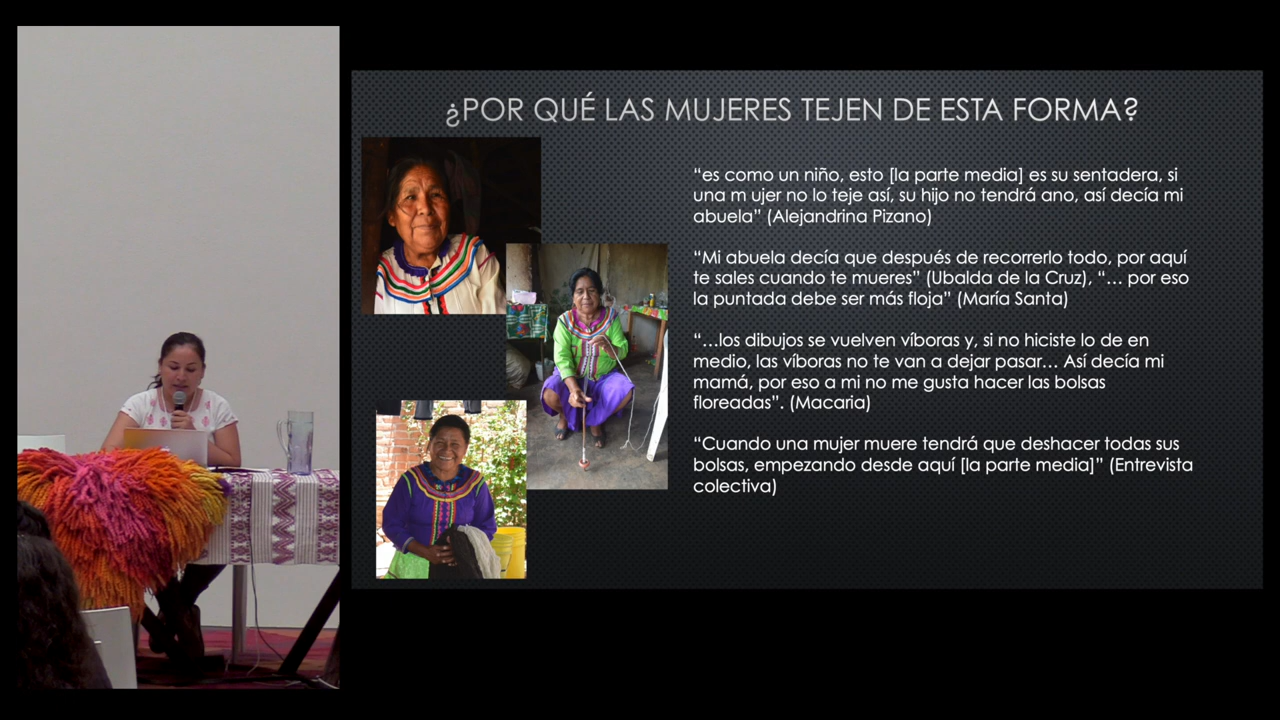 ¿POR QUÉ LAS MUJERES TEJEN DE ESTA FORMA?
“es como un niño, esto [la parte media] es su sentadera, si
una m ujer no lo teje así, su hijo no tendrá ano, así decía mi
abuela” (Alejandrina Pizano)
“Mi abuela decía que después de recorrerlo todo, por aquí
te sales cuando te mueres” (Ubalda de la Cruz), “… por eso
la puntada debe ser más floja” (María Santa)
“…los dibujos se vuelven víboras y, si no hiciste lo de en
medio, las víboras no te van a dejar pasar… Así decía mi
mamá, por eso a mi no me gusta hacer las bolsas
floreadas”. (Macaria)
“Cuando una mujer muere tendrá que deshacer todas sus
bolsas, empezando desde aquí [la parte media]” (Entrevista
colectiva)